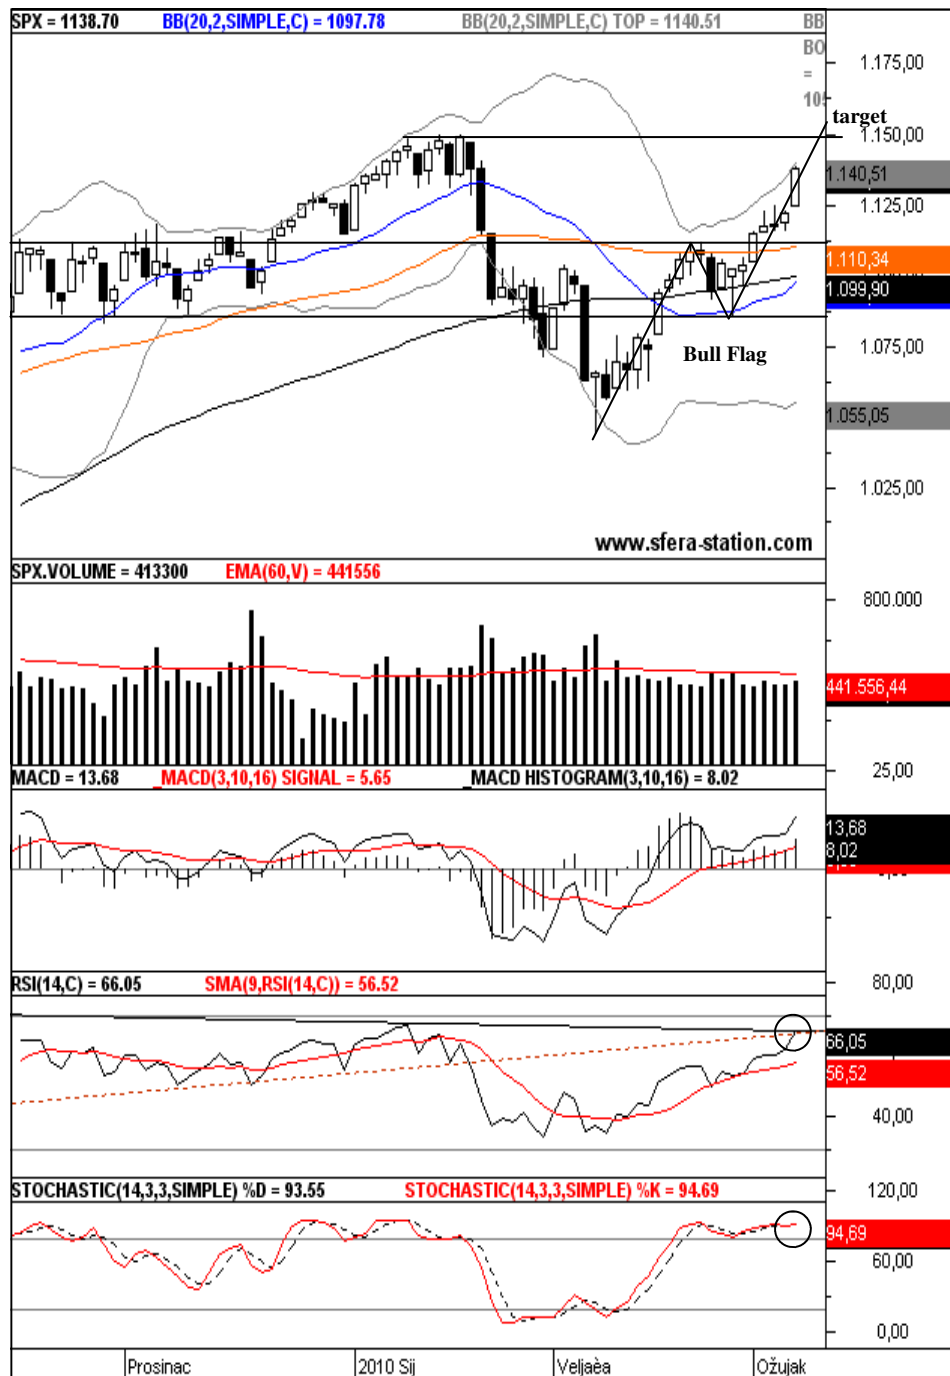 SPX = 1138.70 BB(20,2,SIMPLE,C) = 1097.78 BB(20,2,SIMPLE,C) TOP = 1140.51 BB
BO
=
1.175,00
target
1.150,00
1.140,51
1.125,00
1.110,34
1.099,90
1.075,00
Bull Flag
1.055,05
1.025,00
www.sfera-station.com
SPX.VOLUME = 413300 EMA(60,V) = 441556
800.000
441.556,44
25,00
MACD = 13.68 _MACD(3,10,16) SIGNAL = 5.65 _MACD HISTOGRAM(3,10,16) = 8.02
13,68
8,02
RSI(14,C) = 66.05 SMA(9,RSI(14,C)) = 56.52
80,00
66,05
56,52
40,00
STOCHASTIC(14,3,3,SIMPLE) %D = 93.55 STOCHASTIC(14,3,3,SIMPLE) %K = 94.69
120,00
94,69
60,00
0,00
Prosinac 2010 Sij Veljaèa Ožujak